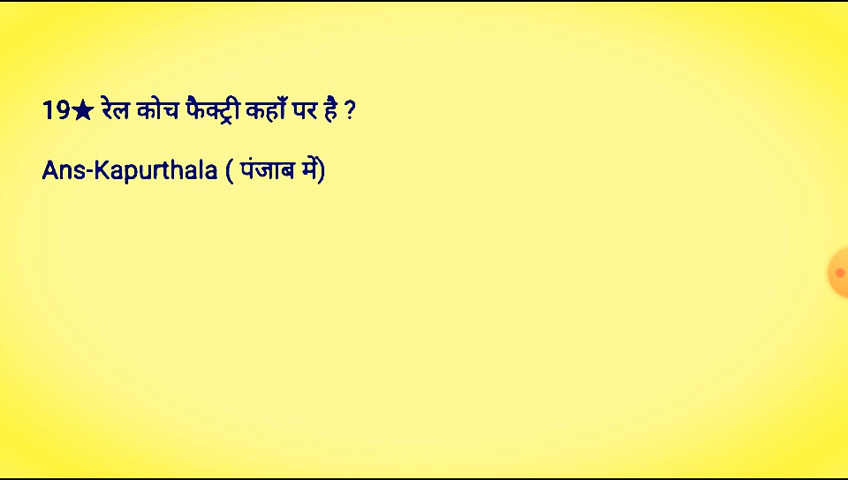 19★ रेल कोच फैक्ट्री कहाँ पर है ?
Ans-Kapurthala ( पंजाब में)